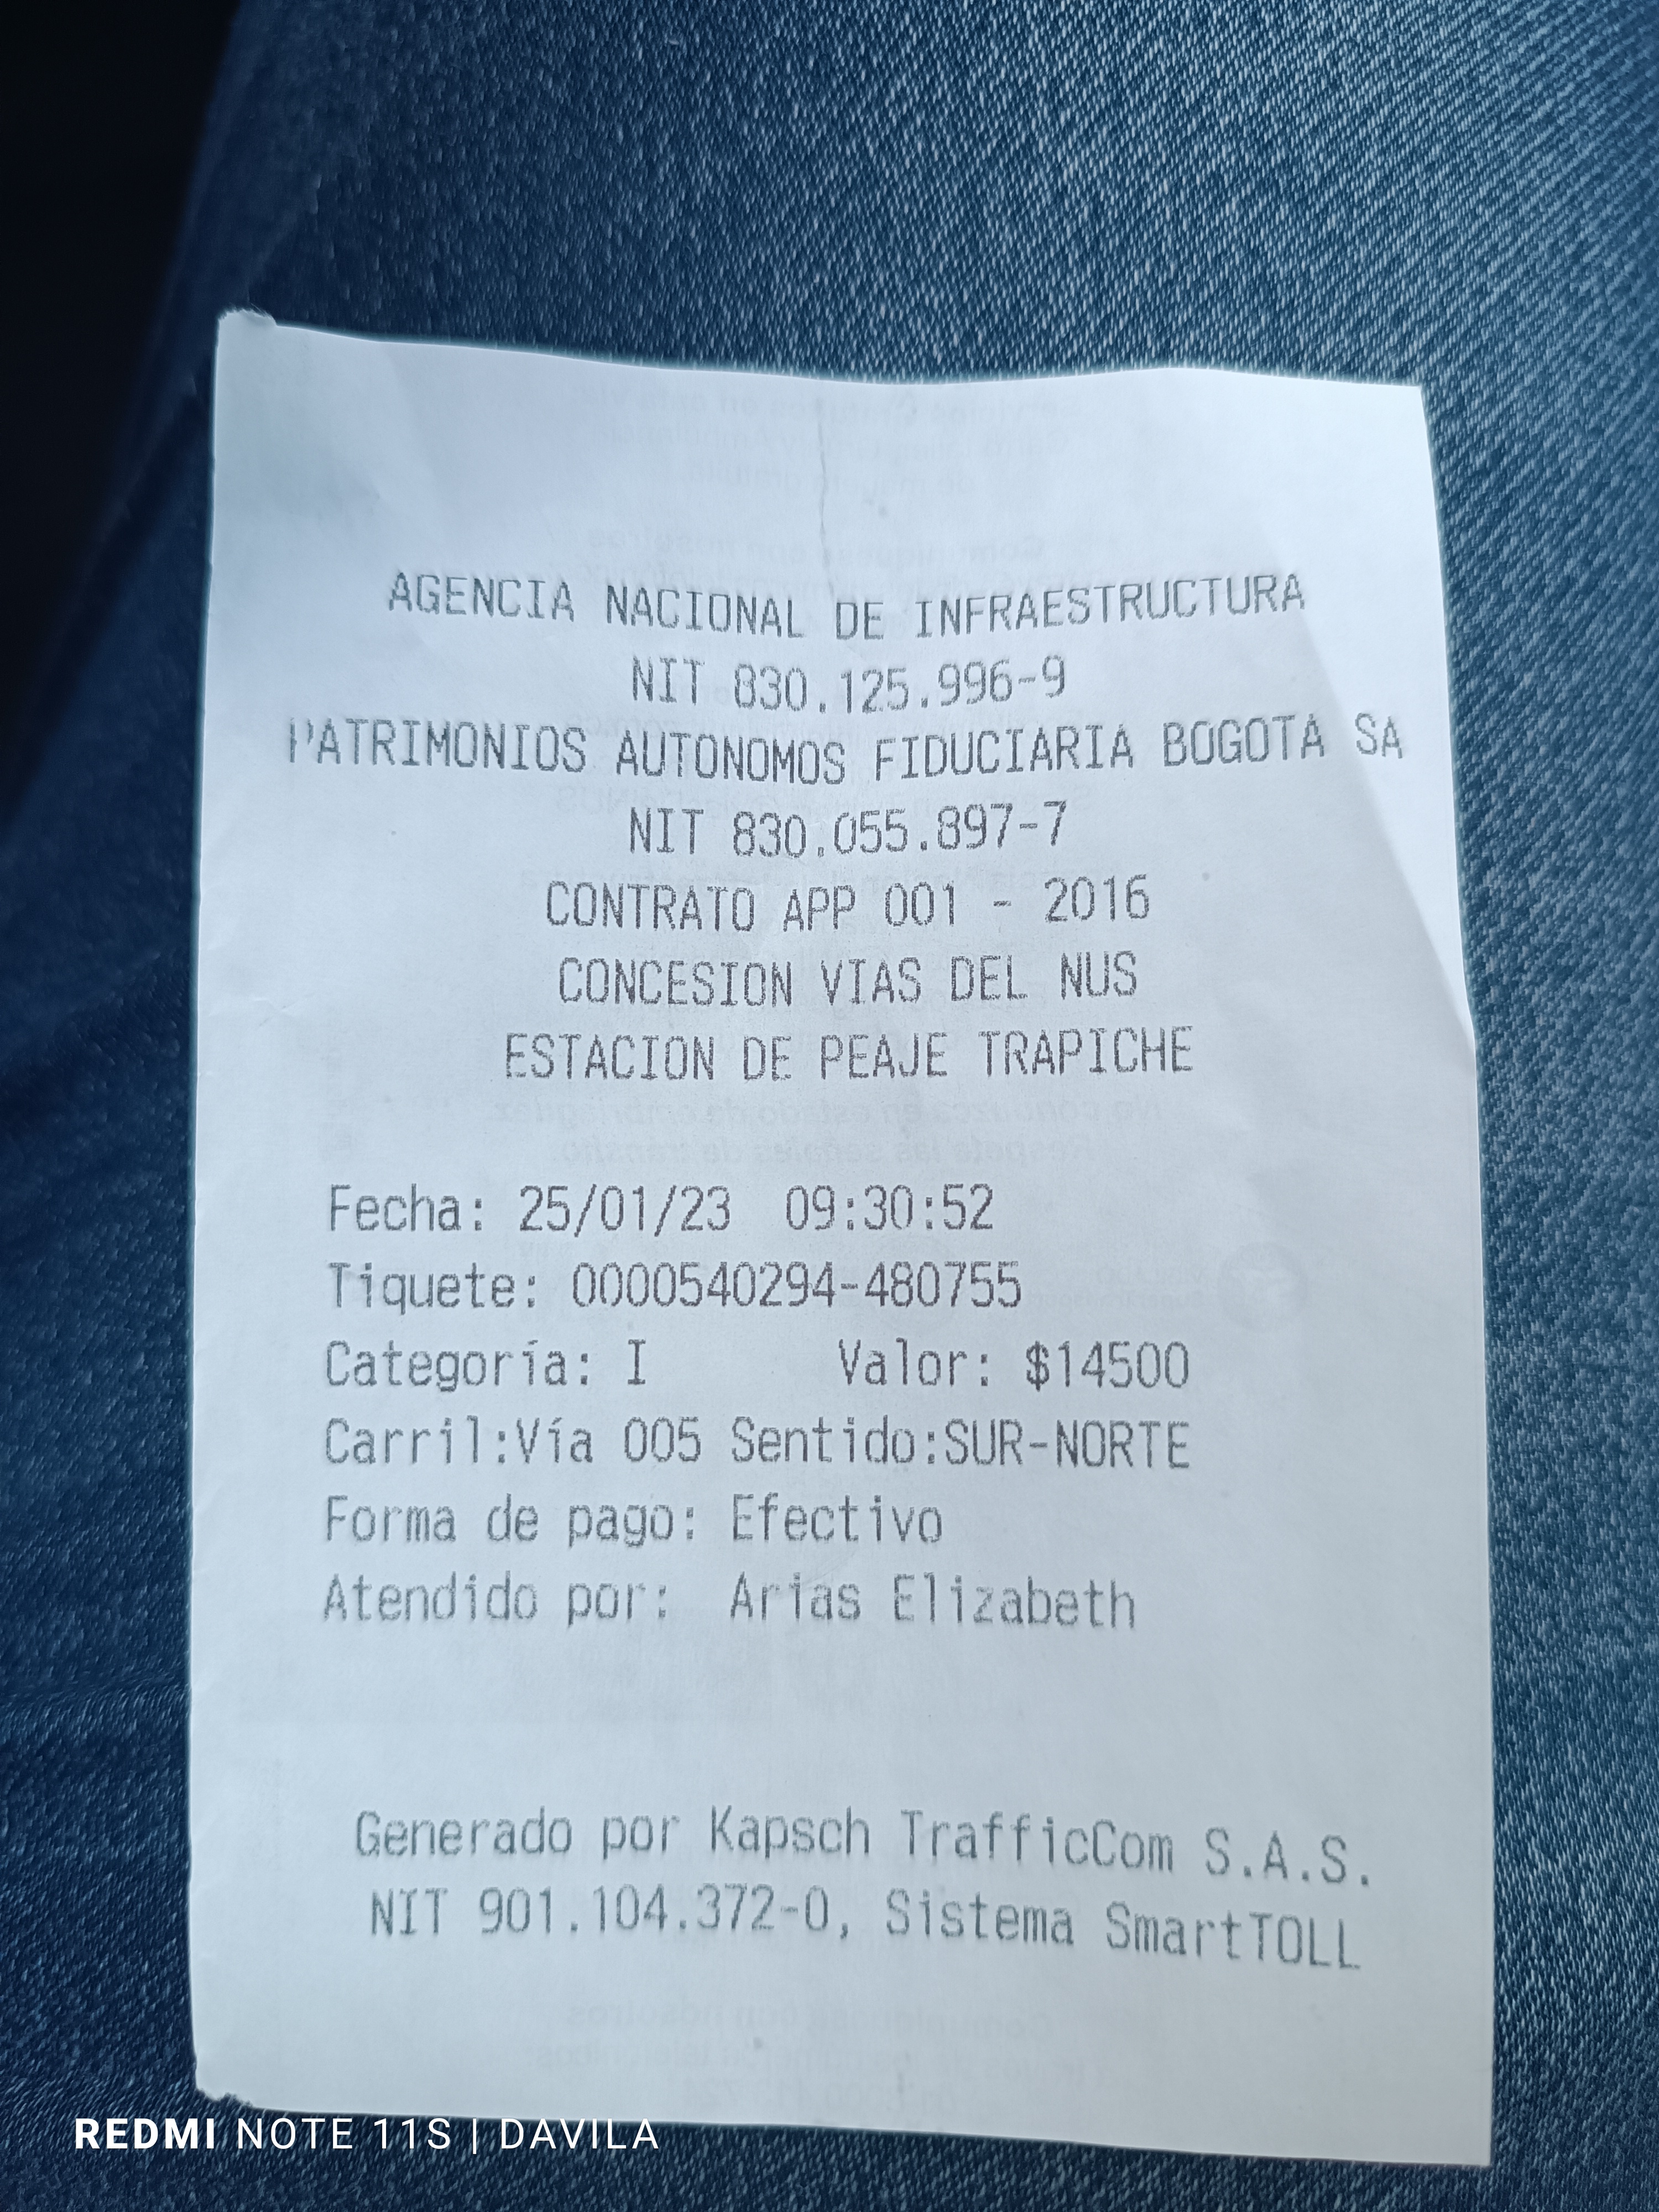 AGENCIA NACIONAL DE INFRAESTRUCTURA
NIT 830.125.996-9
PATRIMONIOS AUTONOMOS FIDUCIARIA BOGOTA SA
NIT 830.055.897-7
CONTRATO APP 001 - 2016
CONCESION VIAS DEL NUS
ESTACION DE PEAJE TRAPICHE
Fecha: 25/01/23 09:30:52
Tiquete: 0000540294-480755
Categoría: I Valor: $14500
Carril:Vía 005 Sentido:SUR-NORTE
Forma de pago: Efectivo
Atendido por: Arias Elizabeth
Generado por Kapsch TrafficCom S.A.S.
NIT 901.104.372-0, Sistema SmartTOLL
REDMI NOTE 11S | DAVILA